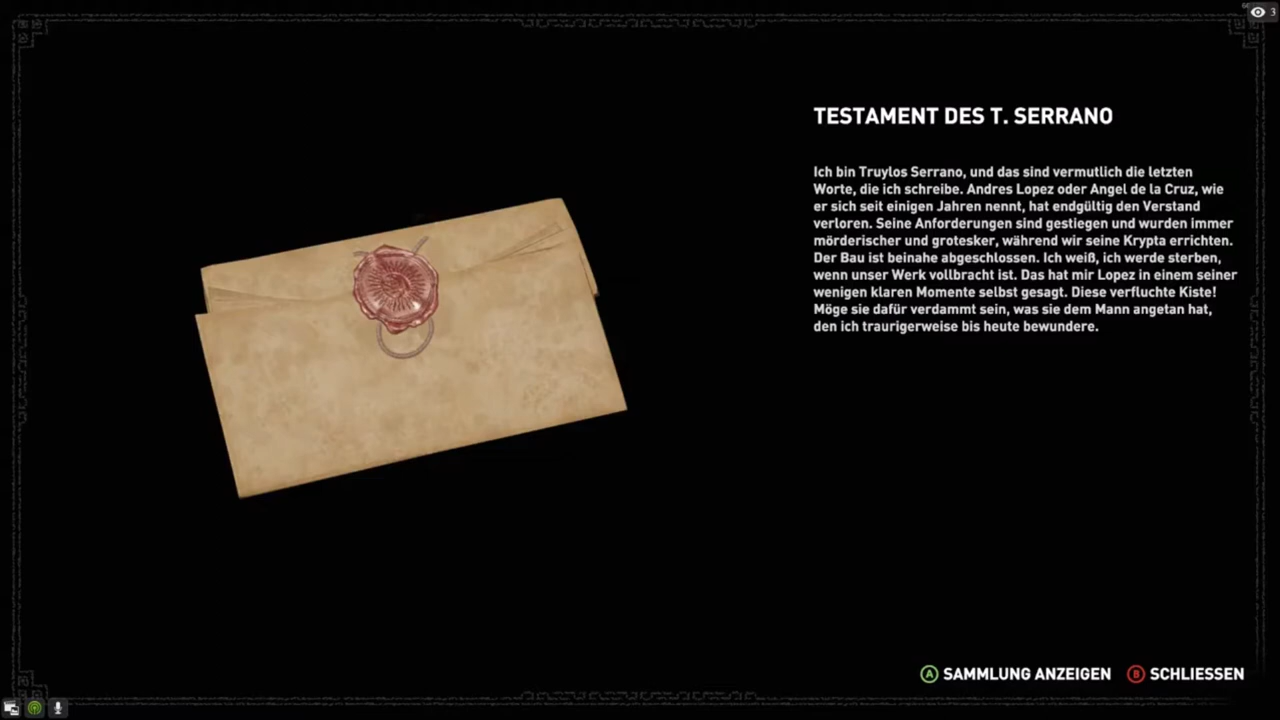 3
TESTAMENT DES T. SERRANO
Ich bin Truylos Serrano, und das sind vermutlich die letzten
Worte, die ich schreibe. Andres Lopez oder Angel de la Cruz, wie
er sich seit einigen Jahren nennt, hat endgültig den Verstand
verloren. Seine Anforderungen sind gestiegen und wurden immer
mörderischer und grotesker, während wir seine Krypta errichten.
Der Bau ist beinahe abgeschlossen. Ich weiß, ich werde sterben,
wenn unser Werk vollbracht ist. Das hat mir Lopez in einem seiner
wenigen klaren Momente selbst gesagt. Diese verfluchte Kiste!
Möge sie dafür verdammt sein, was sie dem Mann angetan hat,
den ich traurigerweise bis heute bewundere.
A SAMMLUNG ANZEIGEN B SCHLIESSEN